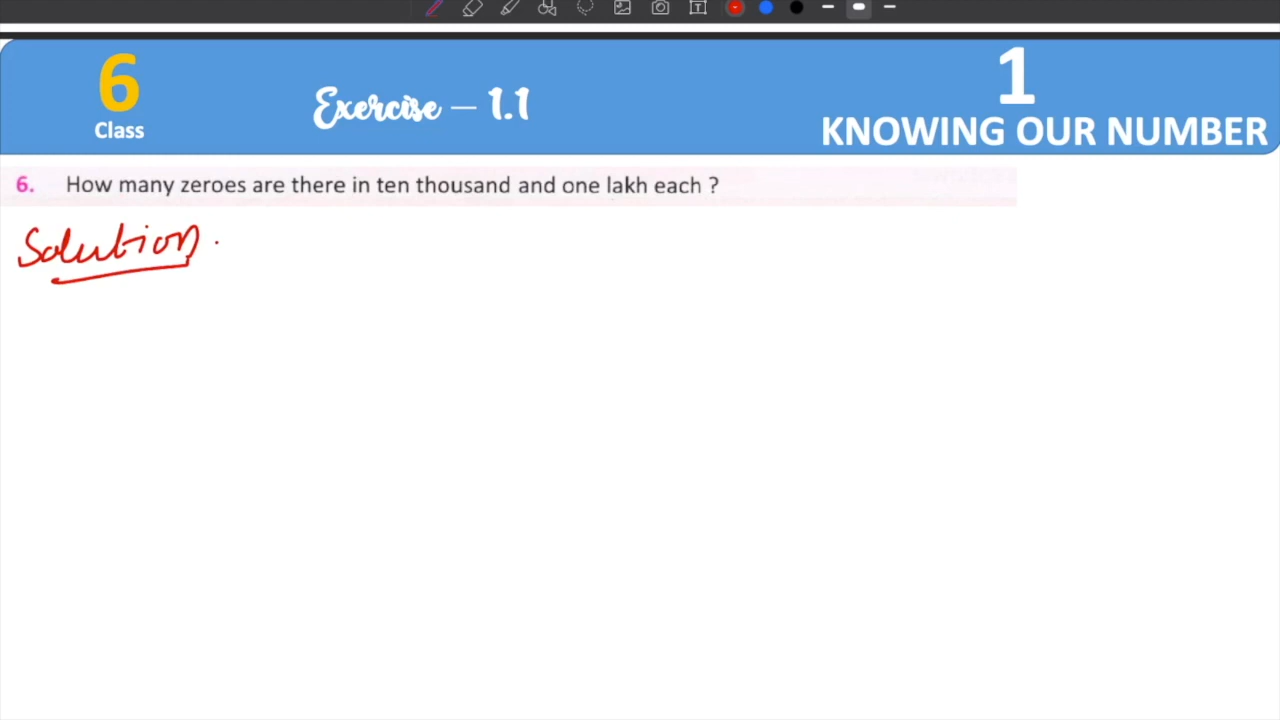 6
Class
Exercise – 1.1
1
KNOWING OUR NUMBER
6. How many zeroes are there in ten thousand and one lakh each ?
Solution.